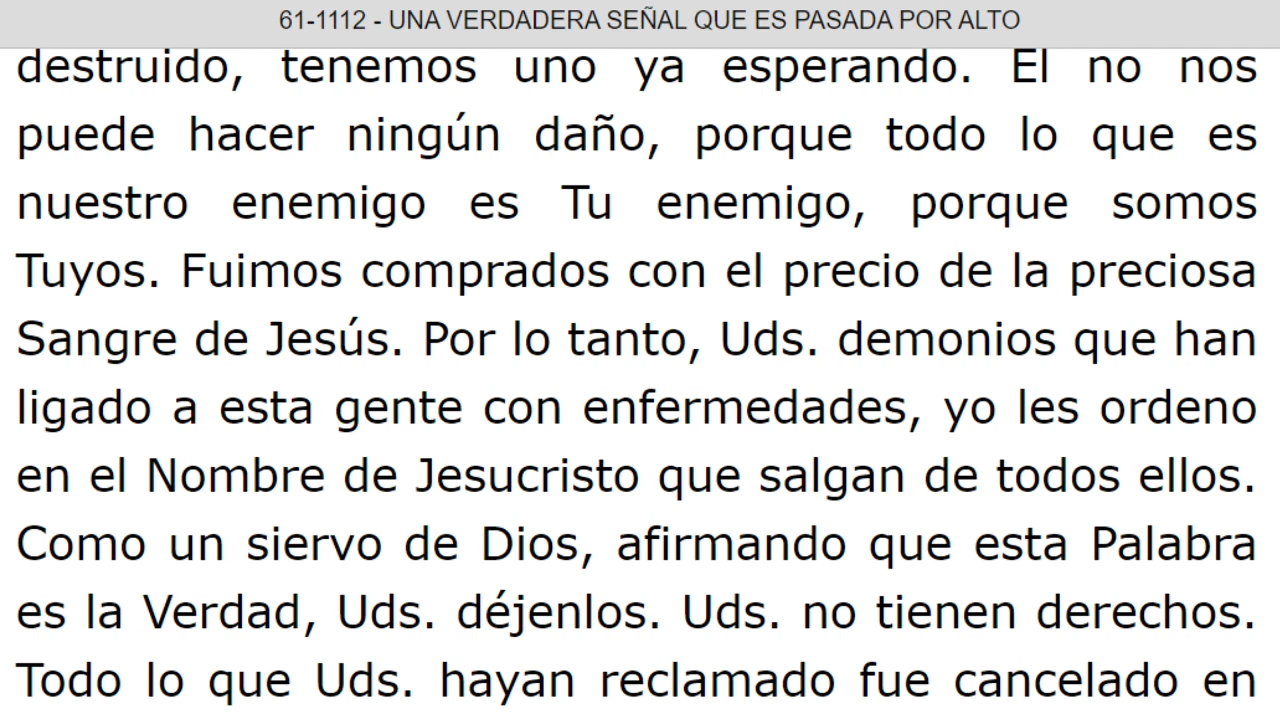 61-1112 - UNA VERDADERA SEÑAL QUE ES PASADA POR ALTO
destruido, tenemos uno ya esperando. El no nos
puede hacer ningún daño, porque todo lo que es
nuestro enemigo es Tu enemigo, porque somos
Tuyos. Fuimos comprados con el precio de la preciosa
Sangre de Jesús. Por lo tanto, Uds. demonios que han
ligado a esta gente con enfermedades, yo les ordeno
en el Nombre de Jesucristo que salgan de todos ellos.
Como un siervo de Dios, afirmando que esta Palabra
es la Verdad, Uds. déjenlos. Uds. no tienen derechos.
Todo lo que Uds. hayan reclamado fue cancelado en